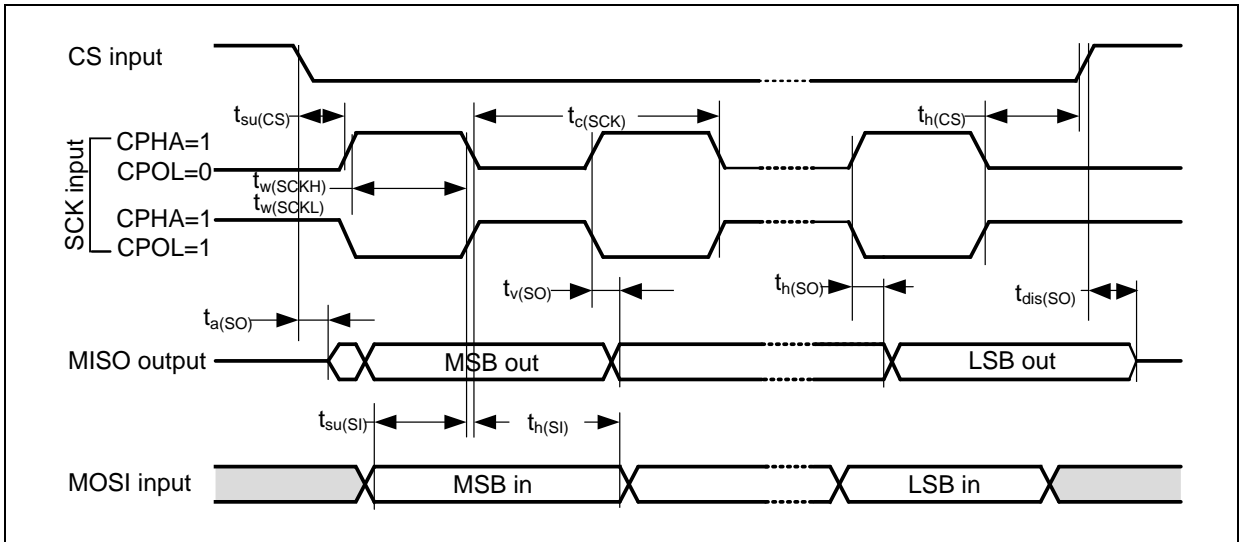 CS input
tsu(CS)
tc(SCK)
th(CS)
SCK input
CPHA=1
CPOL=0
tw(SCKH)
tw(SCKL)
CPHA=1
CPOL=1
tv(SO)
th(SO)
tdis(SO)
ta(SO)
MISO output
MSB out
LSB out
tsu(SI)
th(SI)
MOSI input
MSB in
LSB in